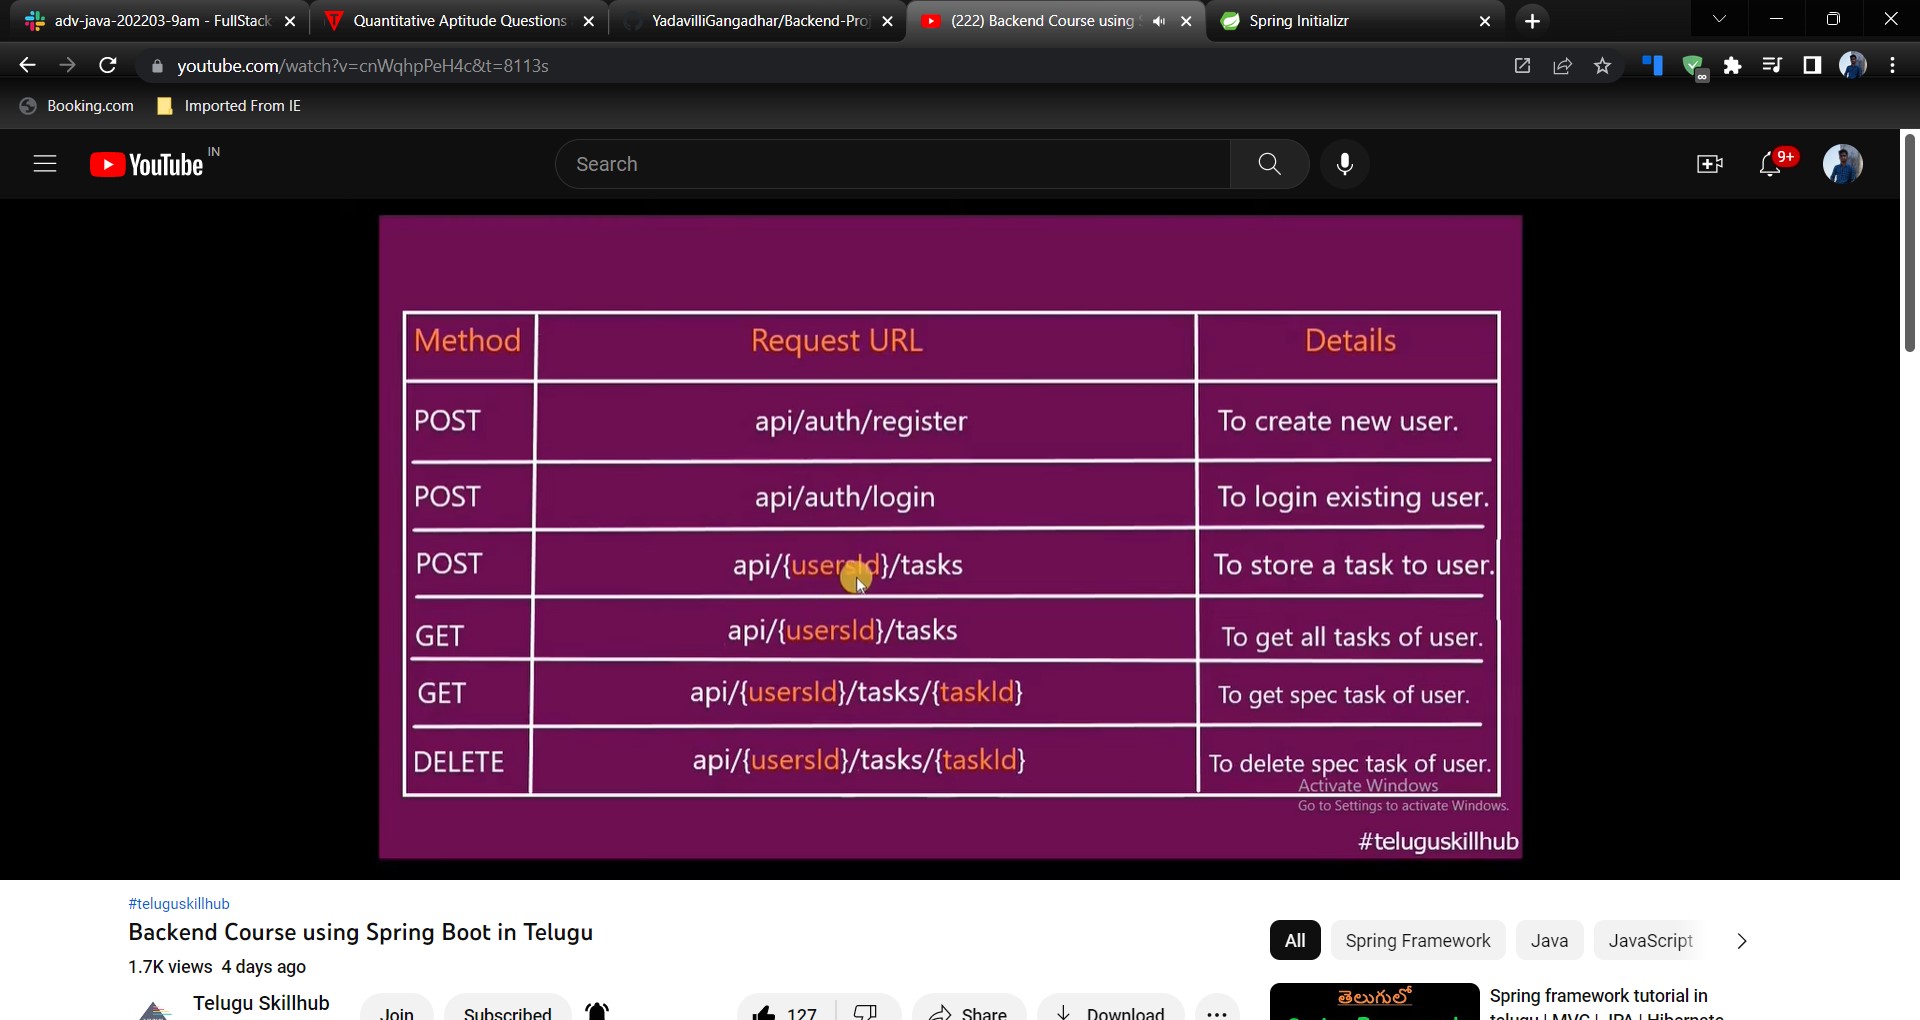 adv-java-202203-9am - FullStack
Quantitative Aptitude Questions
YadavilliGangadhar/Backend-Proj
(222) Backend Course using S
Spring Initializr
youtube.com/watch?v=cnWqhpPeH4c&t=8113s
Booking.com
Imported From IE
YouTube IN
Search
9+
Method Request URL Details
POST api/auth/register To create new user.
POST api/auth/login To login existing user.
POST api/{usersId}/tasks To store a task to user.
GET api/{usersId}/tasks To get all tasks of user.
GET api/{usersId}/tasks/{taskId} To get spec task of user.
DELETE api/{usersId}/tasks/{taskId} To delete spec task of user.
Activate Windows
Go to Settings to activate Windows.
#teluguskillhub
#teluguskillhub
Backend Course using Spring Boot in Telugu
1.7K views 4 days ago
All Spring Framework Java JavaScript
Telugu Skillhub
Join Subscribed 127 Share Download
తెలుగులో
Spring framework tutorial in
telugu | MVC | JPA | Hibernate